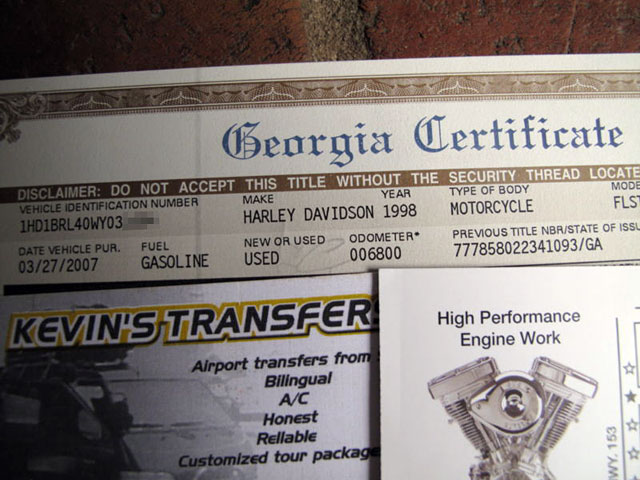 Georgia Certificate
DISCLAIMER: DO NOT ACCEPT THIS TITLE WITHOUT THE SECURITY THREAD LOCATE
VEHICLE IDENTIFICATION NUMBER MAKE YEAR TYPE OF BODY MODE
1HD1BRL40WY03 HARLEY DAVIDSON 1998 MOTORCYCLE FLST
DATE VEHICLE PUR. FUEL NEW OR USED ODOMETER* PREVIOUS TITLE NBR/STATE OF ISSU
03/27/2007 GASOLINE USED 006800 777858022341093/GA
KEVIN'S TRANSFERS
Airport transfers from
Bilingual
A/C
Honest
Reliable
Customized tour package
High Performance
Engine Work
HWY. 153